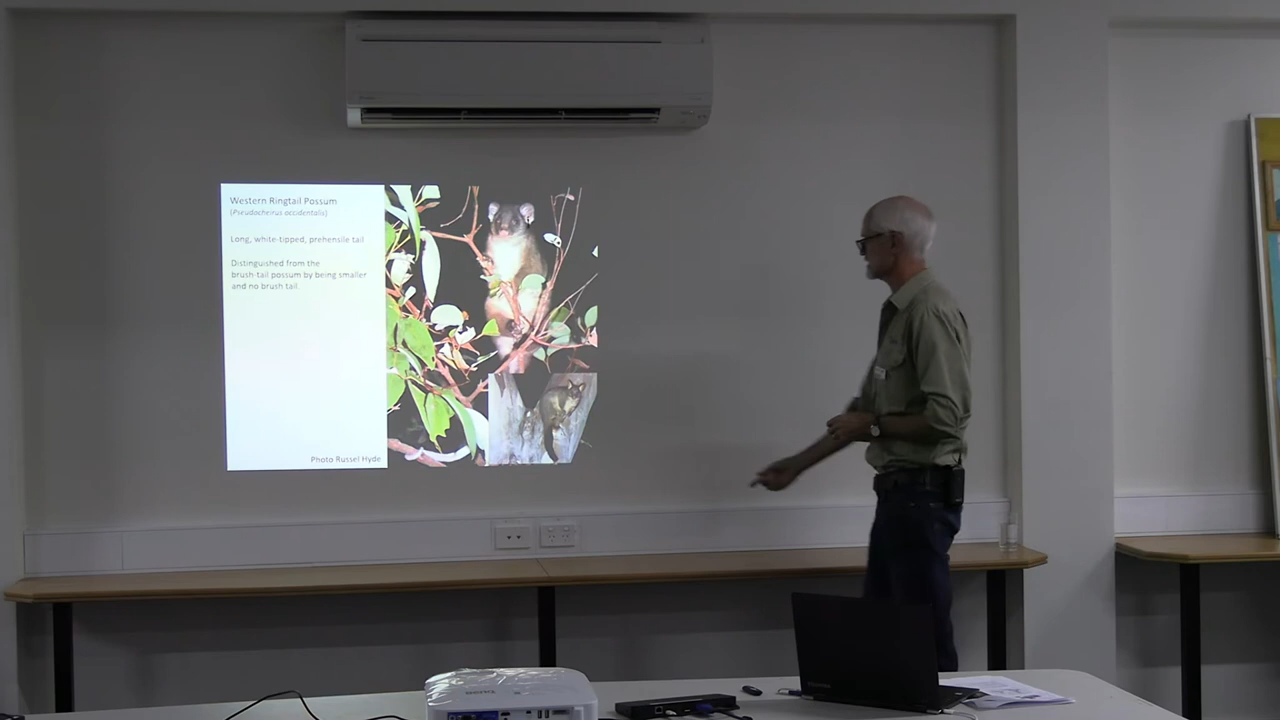 Western Ringtail Possum
(Pseudocheirus occidentalis)
Long, white-tipped, prehensile tail
Distinguished from the
brush-tail possum by being smaller
and no brush tail.
Photo Russel Hyde